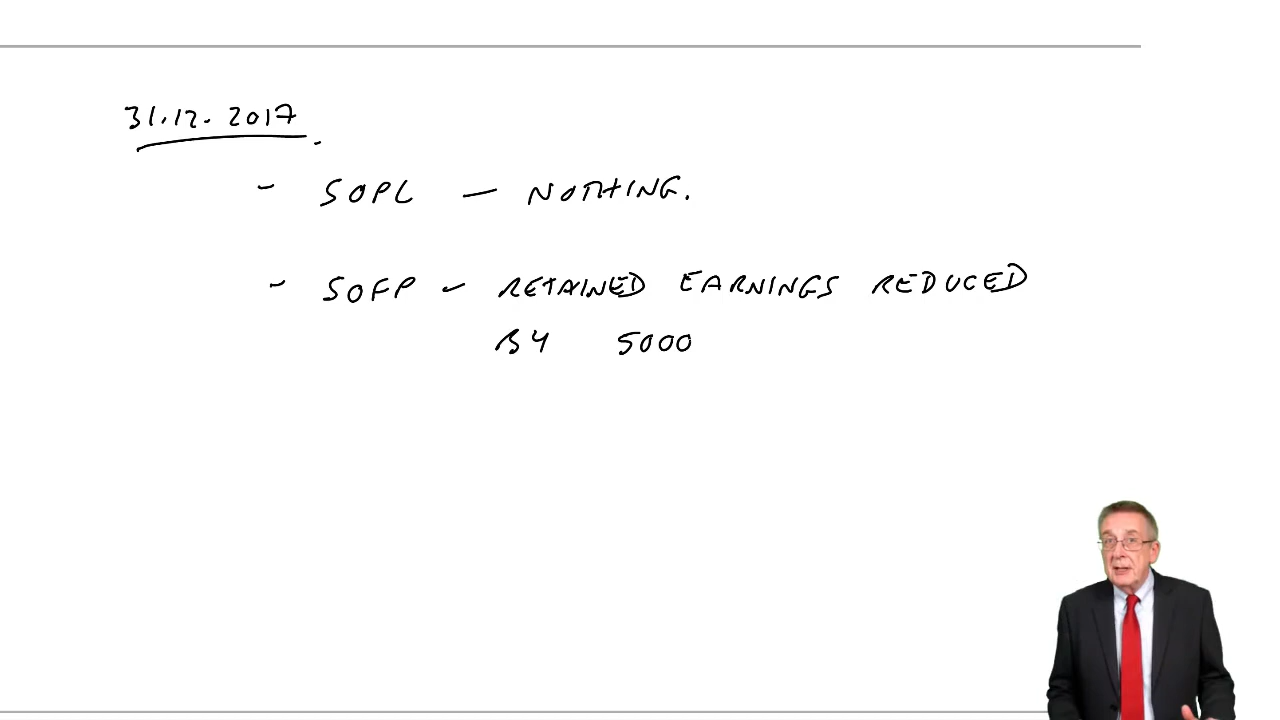 31.12.2017.
- SOPL - NOTHING.
- SOFP - RETAINED EARNINGS REDUCED
BY 5000